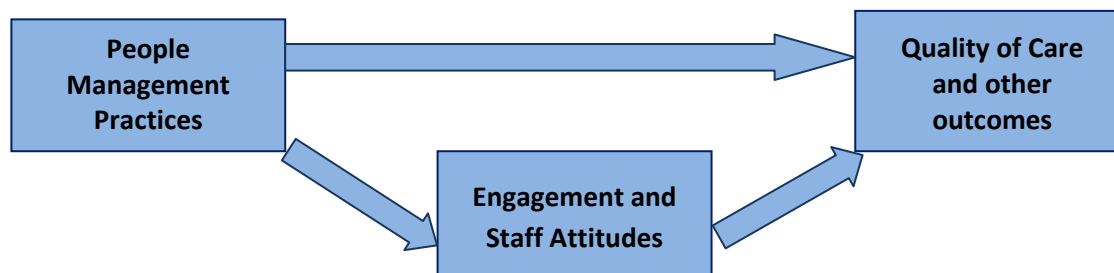 People
Management
Practices
Quality of Care
and other
outcomes
Engagement and
Staff Attitudes